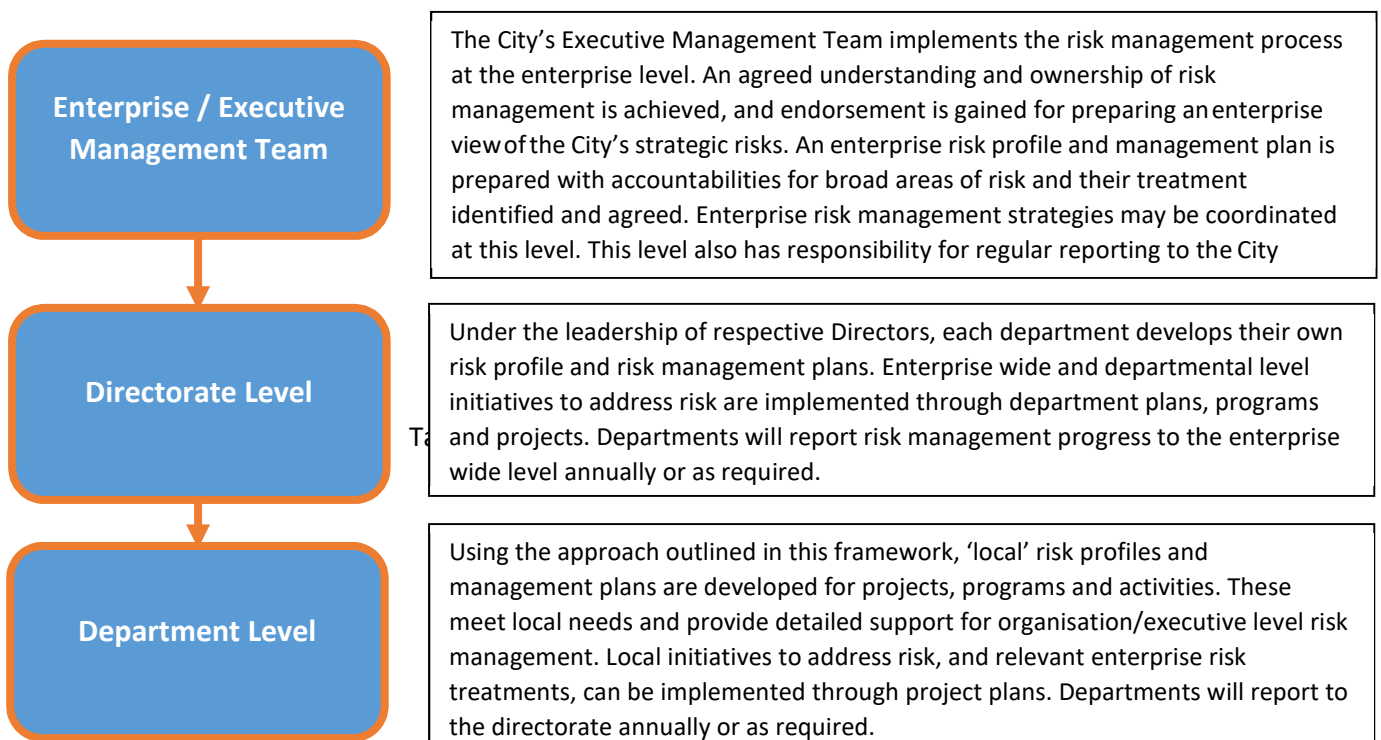 Enterprise / Executive
Management Team
The City’s Executive Management Team implements the risk management process
at the enterprise level. An agreed understanding and ownership of risk
management is achieved, and endorsement is gained for preparing an enterprise
view of the City’s strategic risks. An enterprise risk profile and management plan is
prepared with accountabilities for broad areas of risk and their treatment
identified and agreed. Enterprise risk management strategies may be coordinated
at this level. This level also has responsibility for regular reporting to the City
Directorate Level
Under the leadership of respective Directors, each department develops their own
risk profile and risk management plans. Enterprise wide and departmental level
initiatives to address risk are implemented through department plans, programs
and projects. Departments will report risk management progress to the enterprise
wide level annually or as required.
Department Level
Using the approach outlined in this framework, ‘local’ risk profiles and
management plans are developed for projects, programs and activities. These
meet local needs and provide detailed support for organisation/executive level risk
management. Local initiatives to address risk, and relevant enterprise risk
treatments, can be implemented through project plans. Departments will report to
the directorate annually or as required.